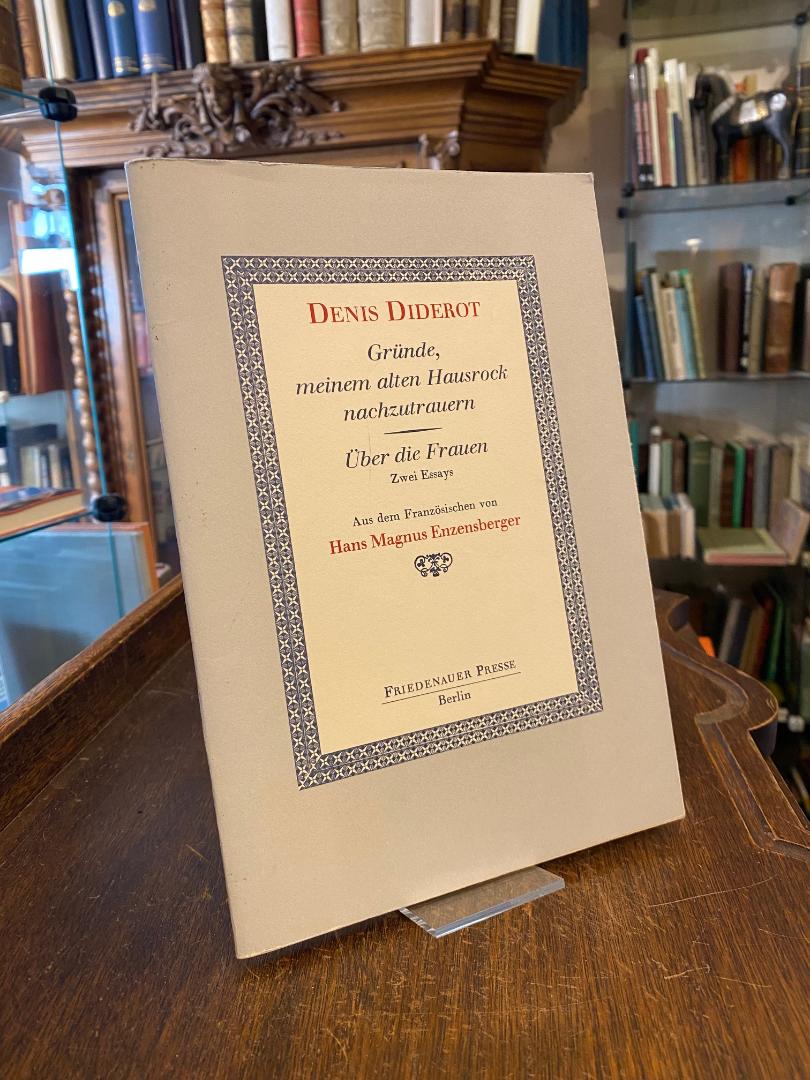 DENIS DIDEROT
Gründe,
meinem alten Hausrock
nachzutrauern
Über die Frauen
Zwei Essays
Aus dem Französischen von
Hans Magnus Enzensberger
FRIEDENAUER PRESSE
Berlin